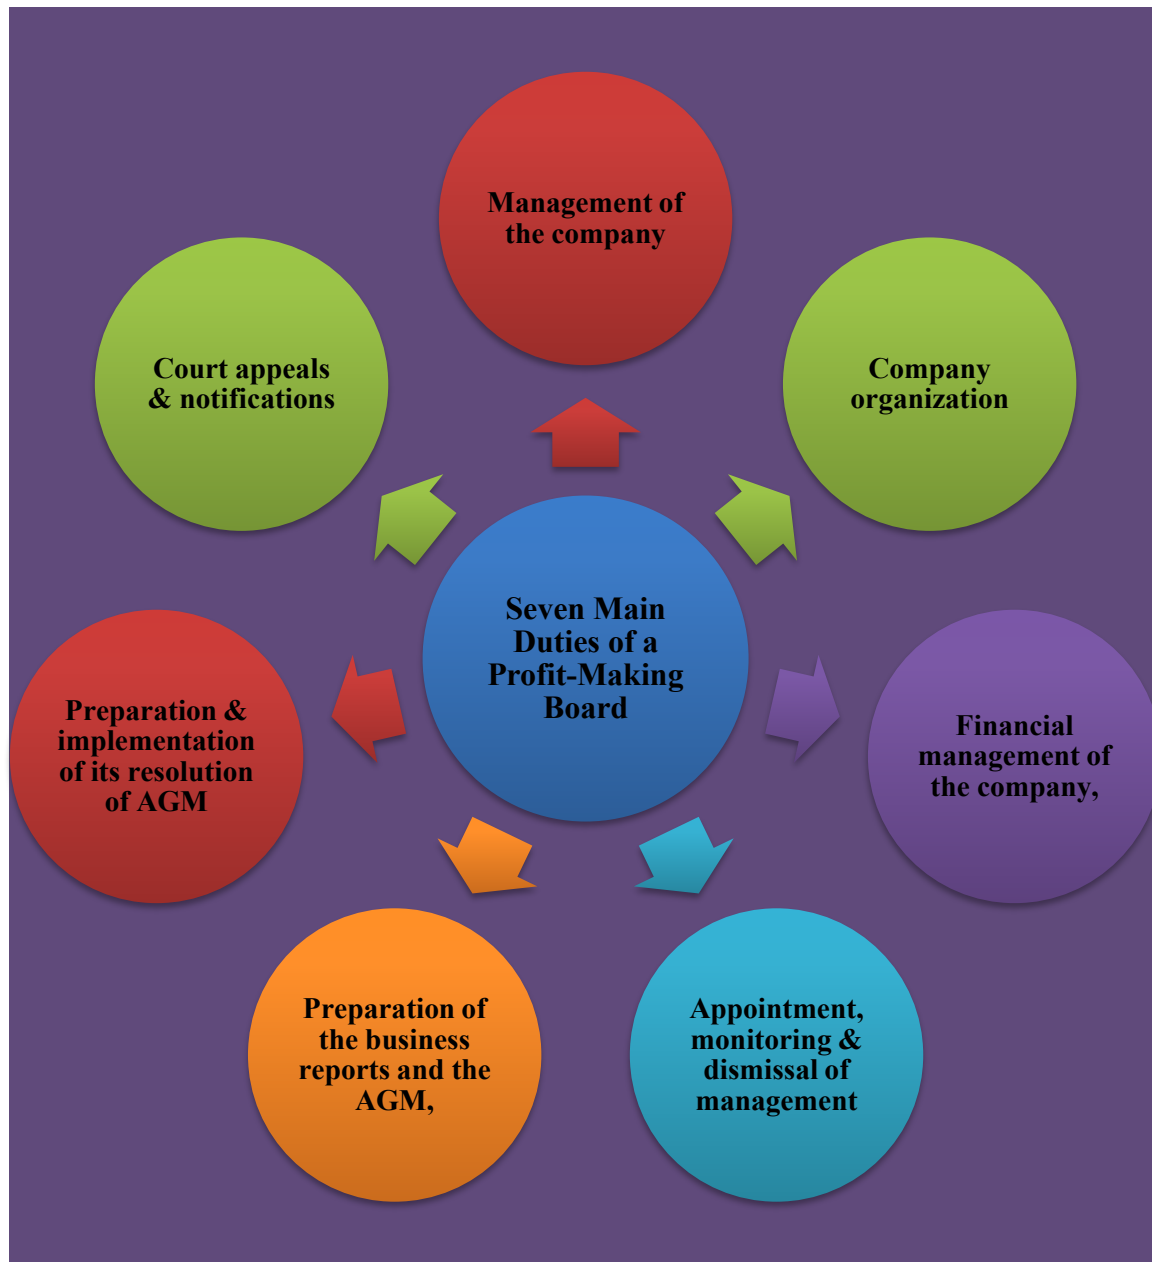 Management of
the company
Company
organization
Financial
management of
the company,
Appointment,
monitoring &
dismissal of
management
Preparation of
the business
reports and the
AGM,
Preparation &
implementation
of its resolution
of AGM
Court appeals
& notifications
Seven Main
Duties of a
Profit-Making
Board